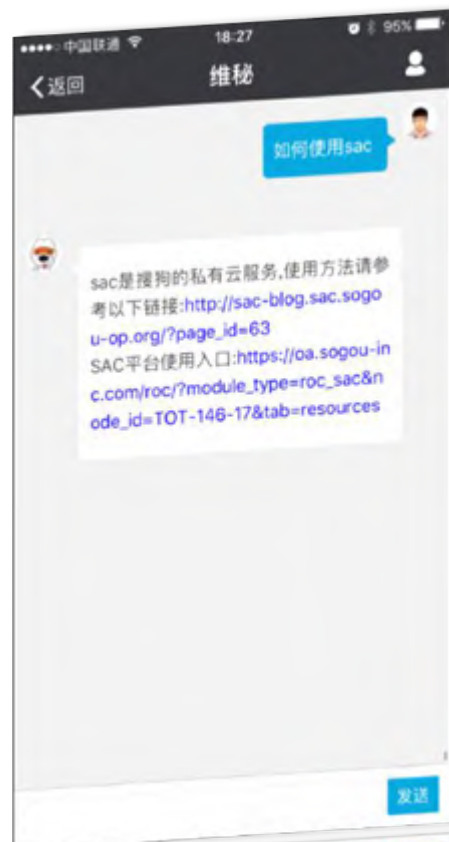 中国联通 18:27 95%
返回 维秘
如何使用sac
sac是搜狗的私有云服务,使用方法请参
考以下链接:http://sac-blog.sac.sogo
u-op.org/?page_id=63
SAC平台使用入口:https://oa.sogou-in
c.com/roc/?module_type=roc_sac&n
ode_id=TOT-146-17&tab=resources
发送